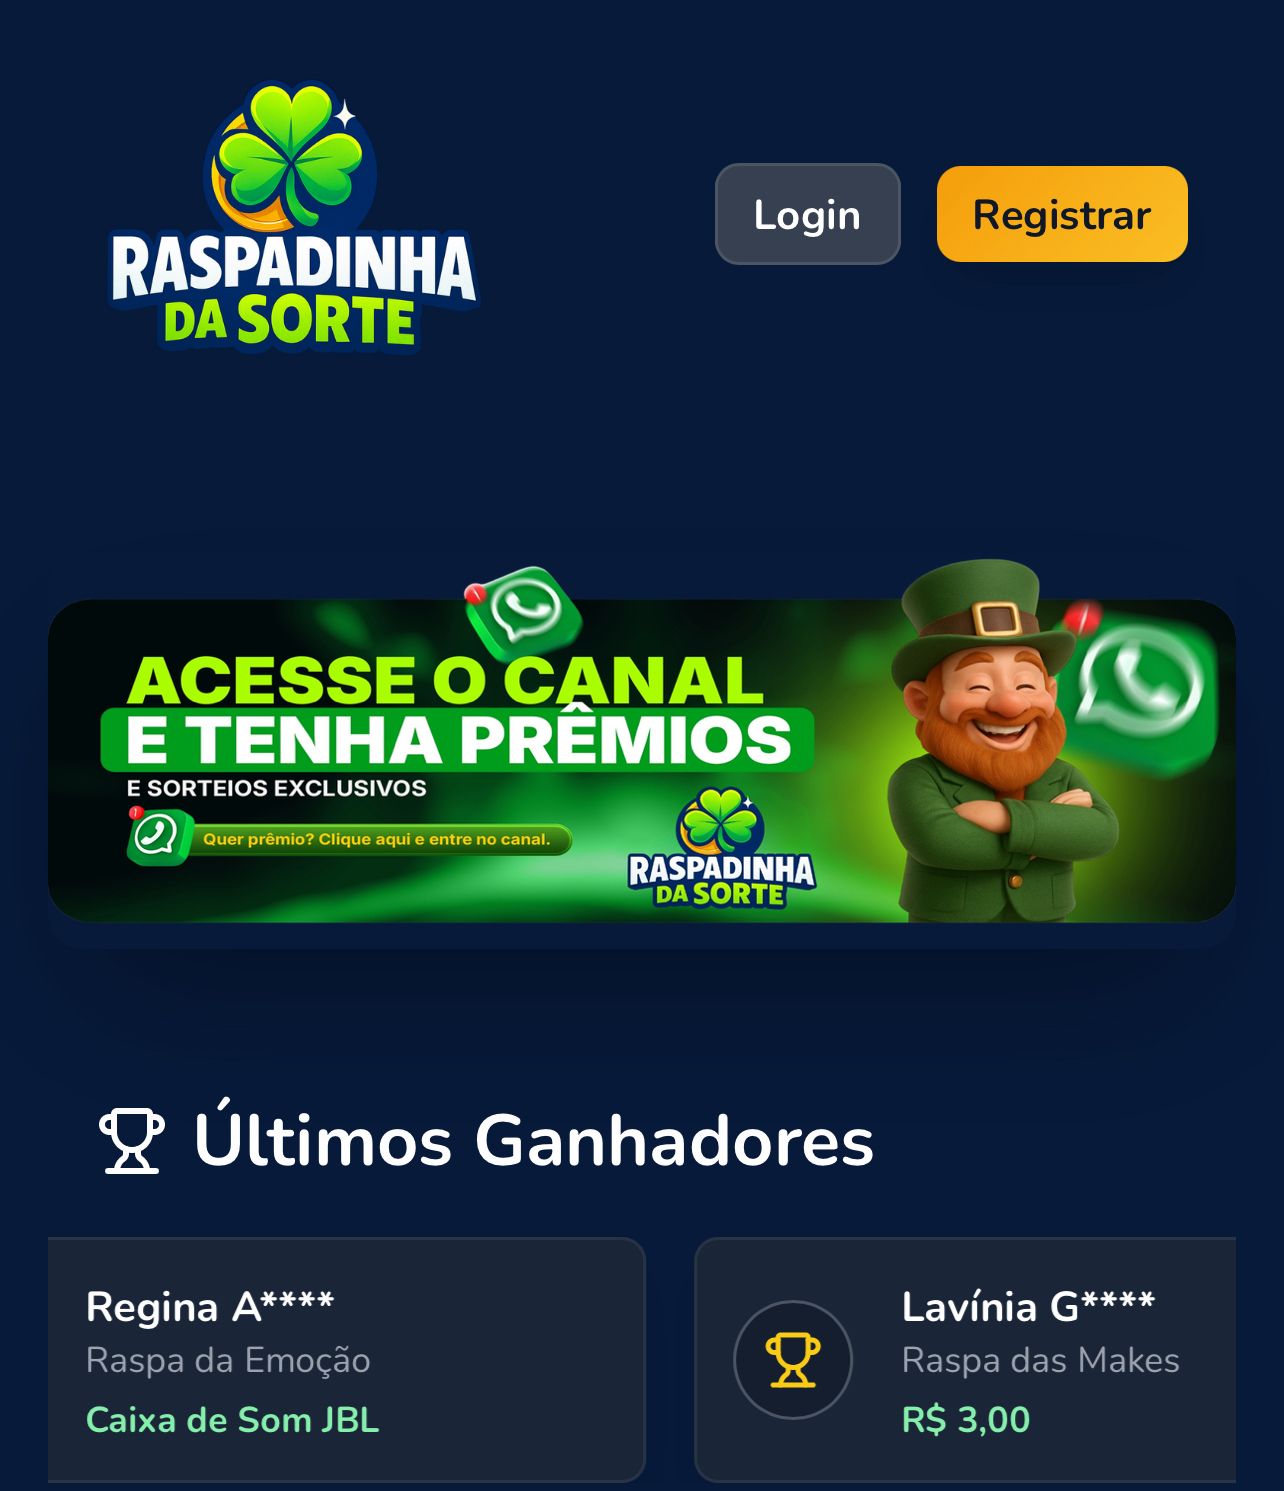 RASPADINHA
DA SORTE
Login
Registrar
ACESSE O CANAL
E TENHA PRÊMIOS
E SORTEIOS EXCLUSIVOS
Quer prêmio? Clique aqui e entre no canal.
RASPADINHA
DA SORTE
Últimos Ganhadores
Regina A****
Raspa da Emoção
Caixa de Som JBL
Lavínia G****
Raspa das Makes
R$ 3,00